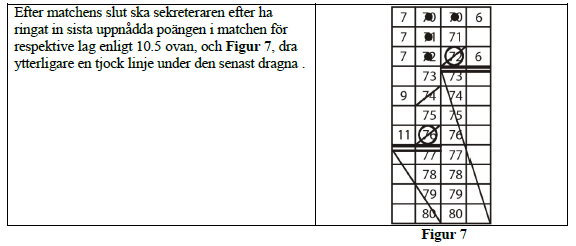 Efter matchens slut ska sekreteraren efter ha
ringat in sista uppnådda poängen i matchen för
respektive lag enligt 10.5 ovan, och Figur 7, dra
ytterligare en tjock linje under den senast dragna .
7 70 70 6
7 71 71
7 72 72 6
73 73
9 74 74
75 75
11 76 76
77 77
78 78
79 79
80 80
Figur 7